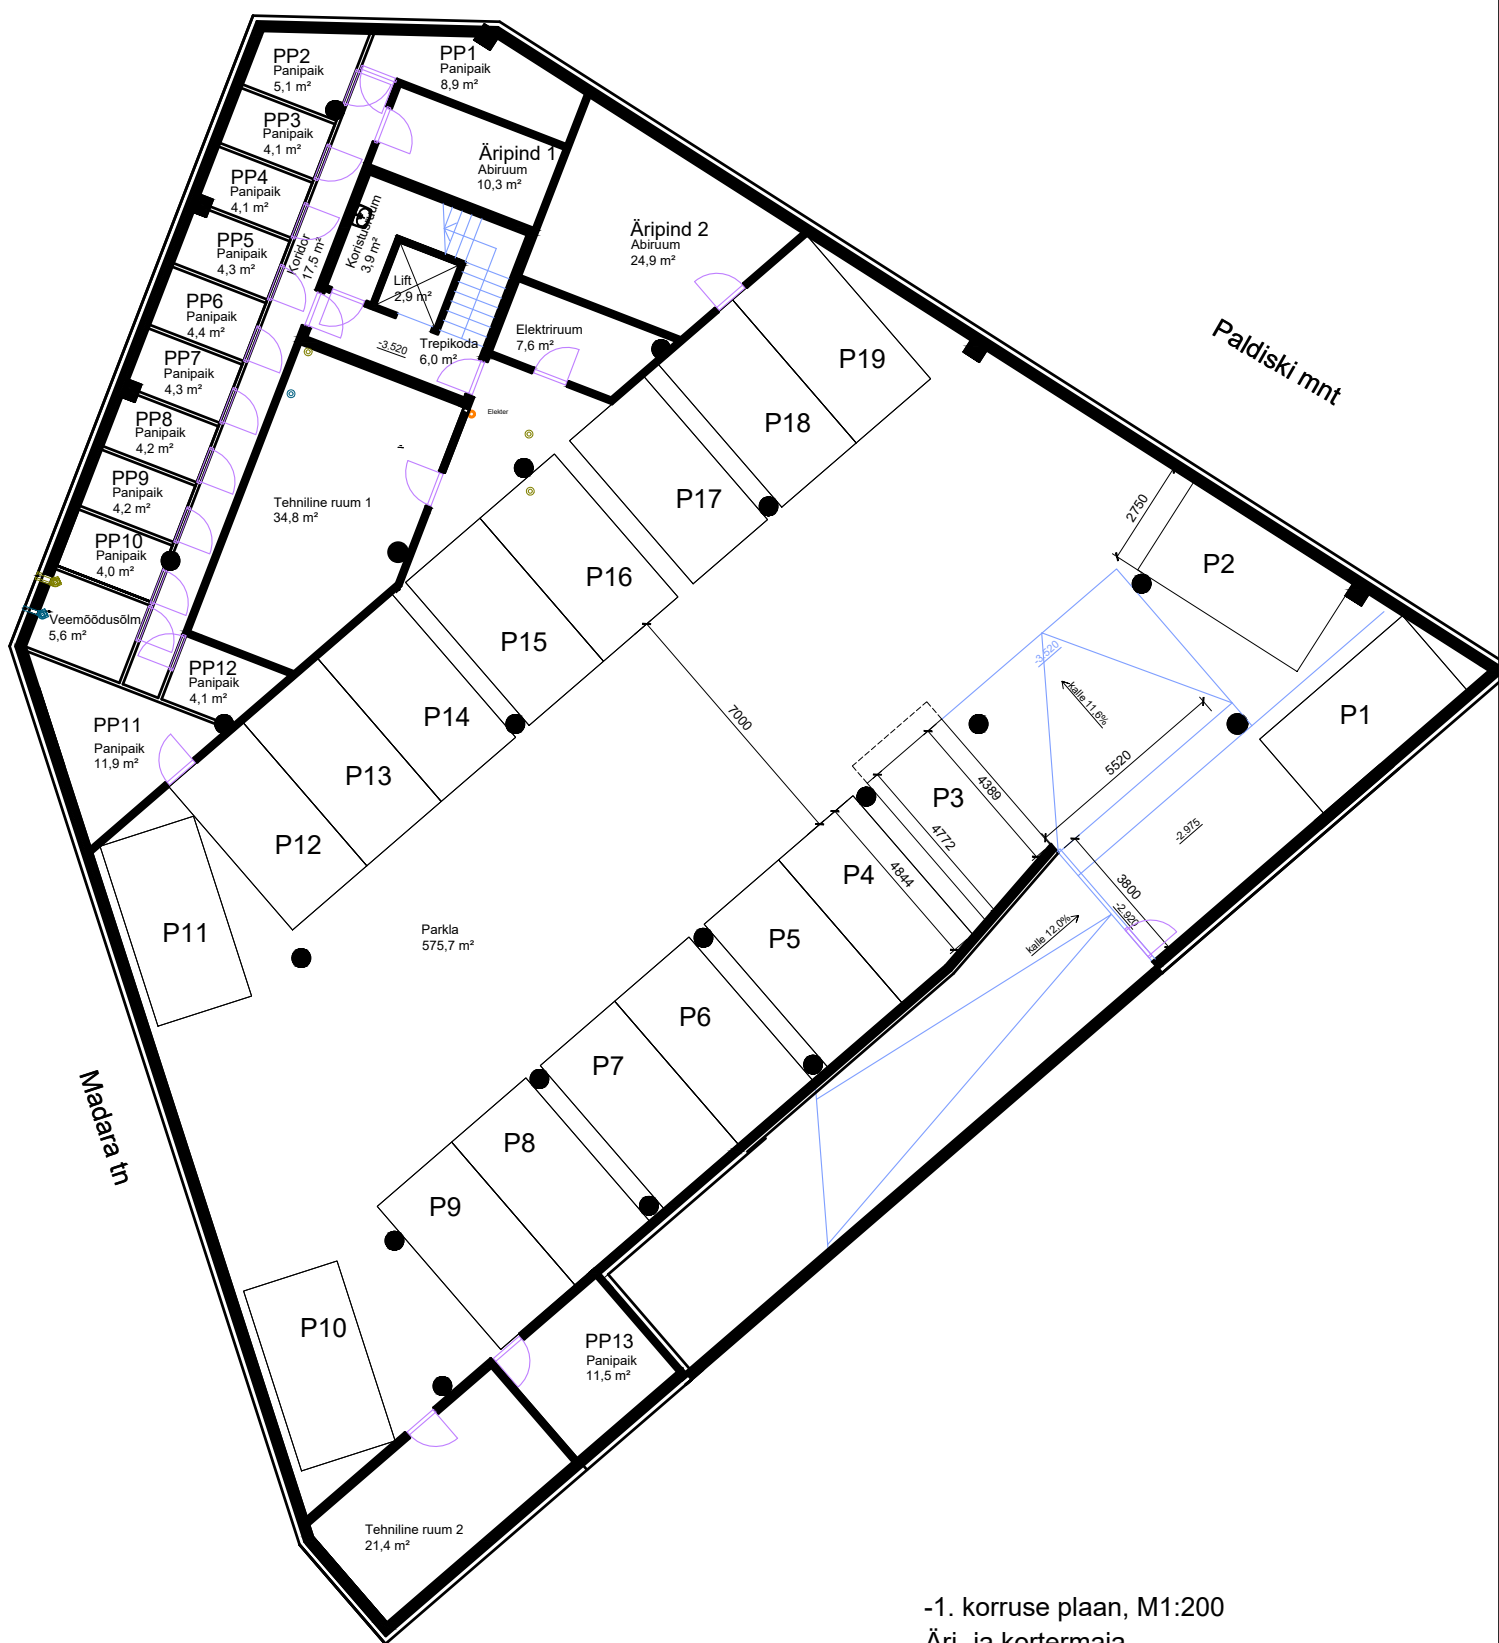 PP2
Panipaik
5,1 m²
PP1
Panipaik
8,9 m²
PP3
Panipaik
4,1 m²
Äripind 1
Abiruum
10,3 m²
PP4
Panipaik
4,1 m²
PP5
Panipaik
4,3 m²
Koridor
17,5 m²
Koristusruum
3,9 m²
Äripind 2
Abiruum
24,9 m²
Lift
2,9 m²
PP6
Panipaik
4,4 m²
Elektriruum
7,6 m²
Trepikoda
6,0 m²
-3.520
PP7
Panipaik
4,3 m²
PP8
Panipaik
4,2 m²
Elekter
PP9
Panipaik
4,2 m²
Tehniline ruum 1
34,8 m²
PP10
Panipaik
4,0 m²
Veemõõdusõlm
5,6 m²
PP12
Panipaik
4,1 m²
PP11
Panipaik
11,9 m²
Paldiski mnt
P19
P18
P17
P16
P15
P14
P13
P12
P11
2750
P2
P1
-3.520
kalle 11,6%
5520
7000
4389
P3
4772
4844
P4
-2.975
3800
-2.920
kalle 12.0%
Parkla
575,7 m²
P5
P6
P7
P8
P9
P10
Madara tn
PP13
Panipaik
11,5 m²
Tehniline ruum 2
21,4 m²
-1. korruse plaan, M1:200
Äri- ja kortermaja